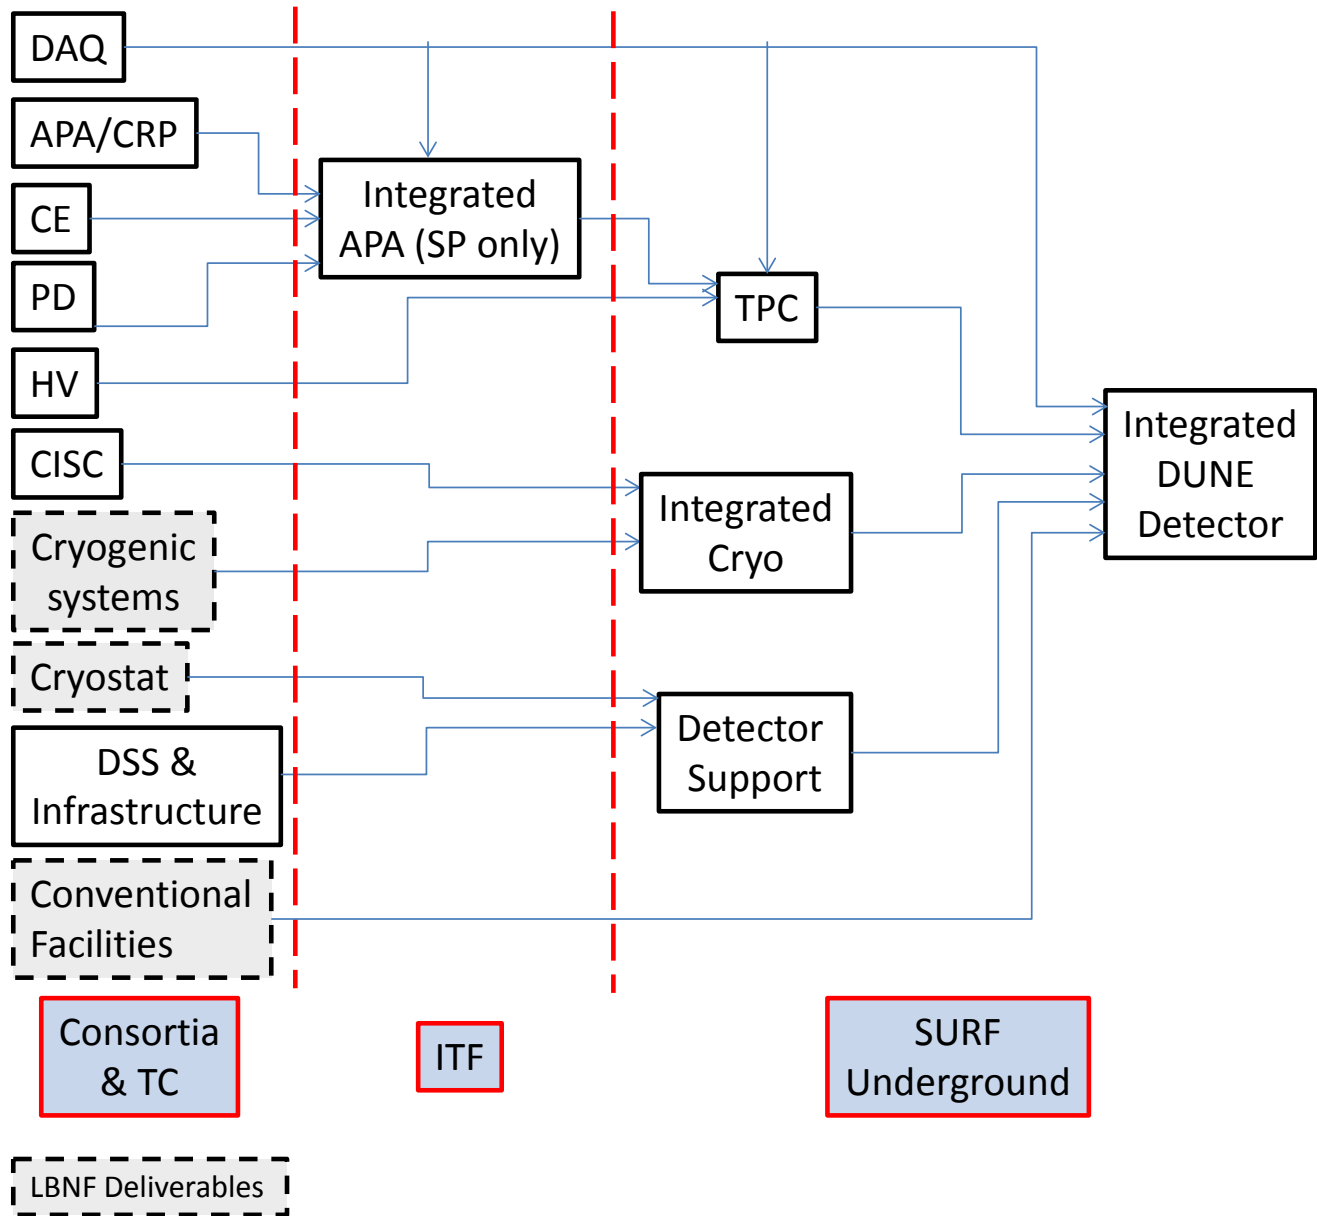 DAQ
APA/CRP
CE
PD
HV
CISC
Cryogenic
systems
Cryostat
DSS &
Infrastructure
Conventional
Facilities
Integrated
APA (SP only)
TPC
Integrated
Cryo
Detector
Support
Integrated
DUNE
Detector
Consortia
& TC
ITF
SURF
Underground
LBNF Deliverables